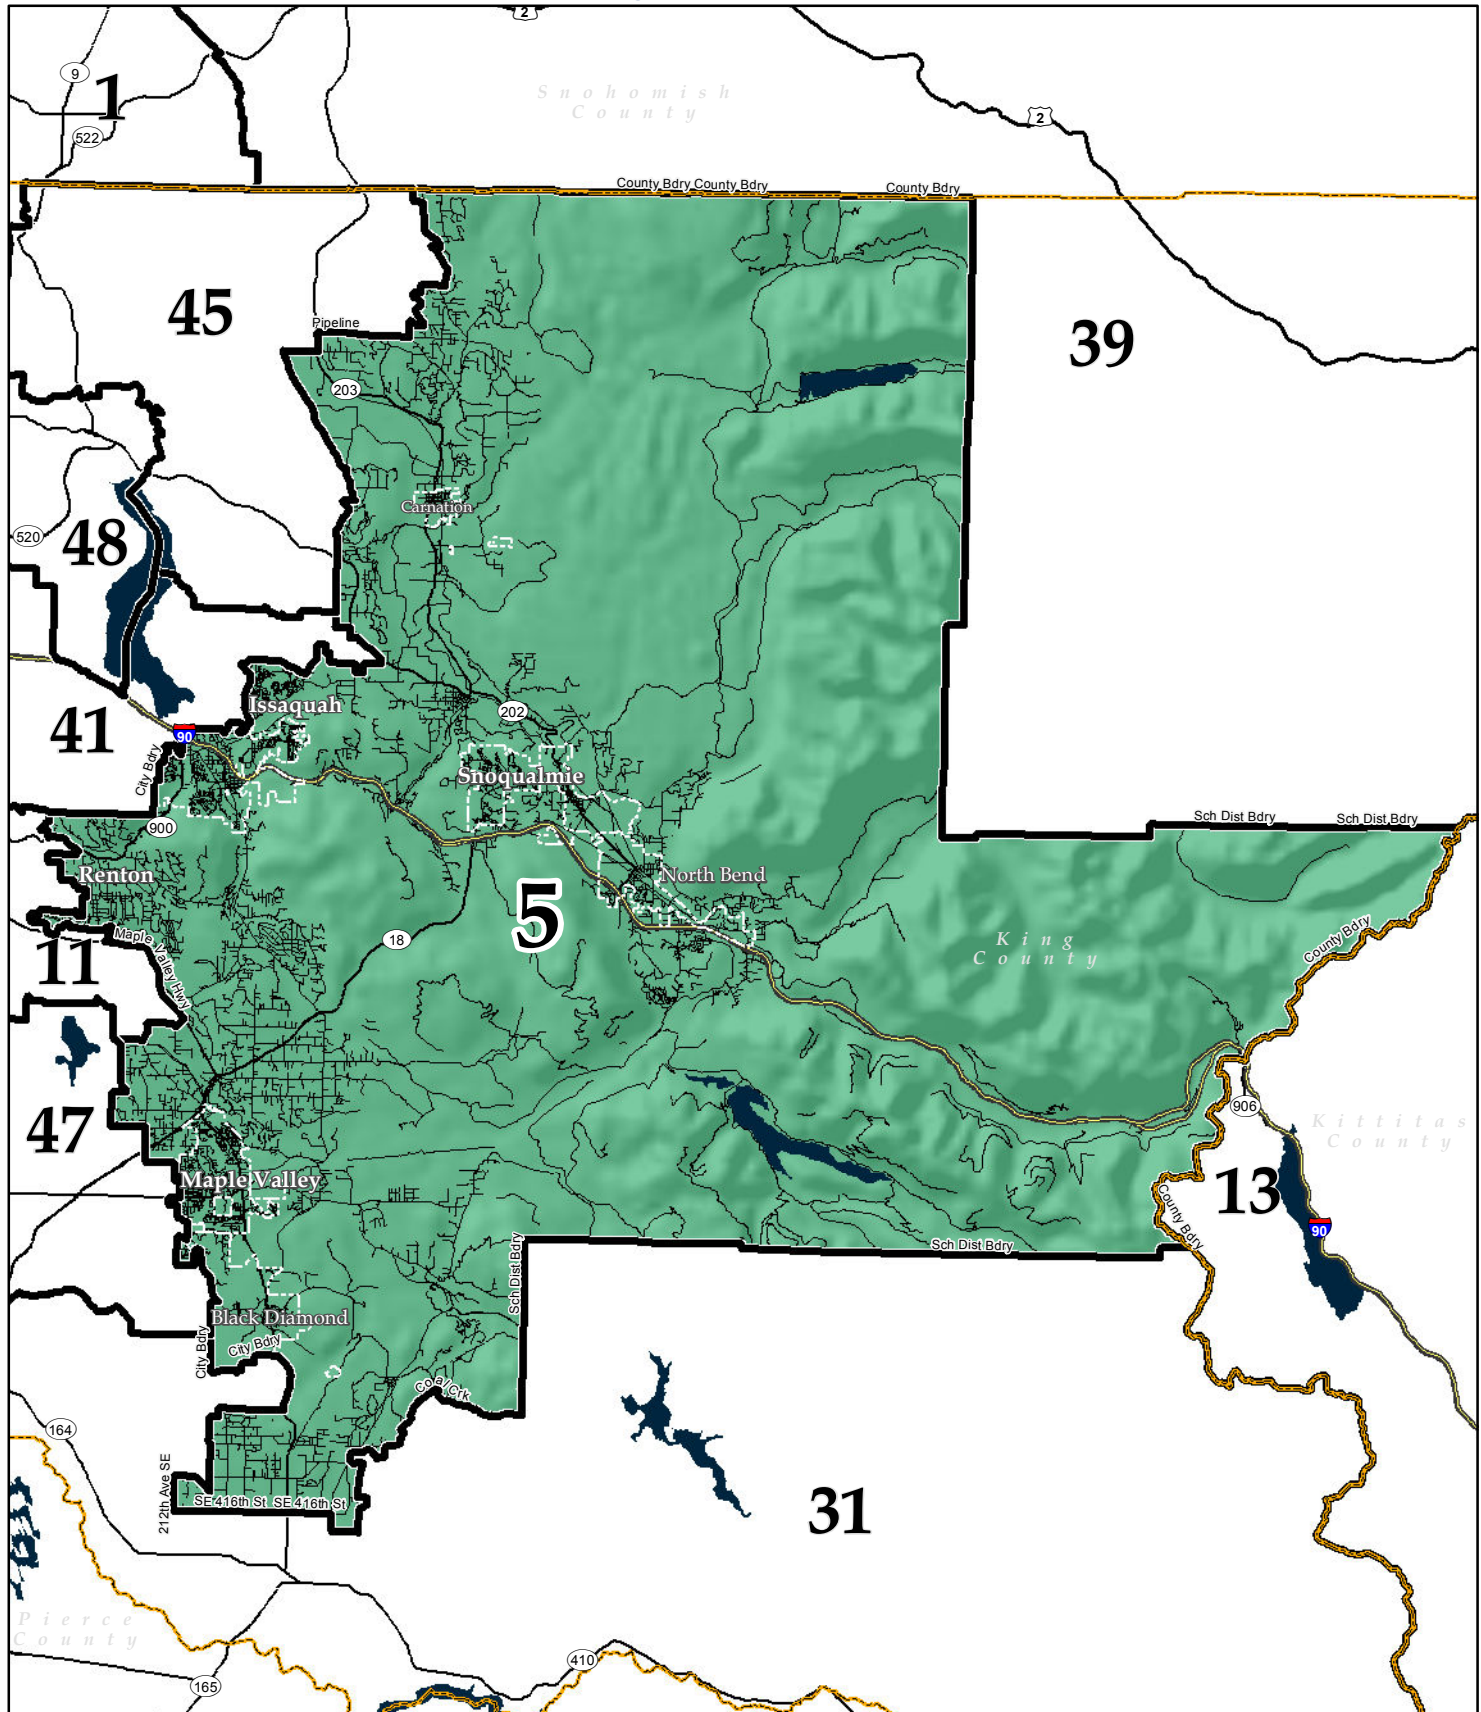 2
9
1
Snohomish
County
2
522
County Bdry County Bdry
County Bdry
45
Pipeline
39
203
Carnation
520
48
Issaquah
202
41
90
City Bdry
Snoqualmie
900
Sch Dist Bdry
Sch Dist Bdry
Renton
North Bend
5
18
King
County
County Bdry
11
Maple Valley Hwy
47
906
Kittitas
County
Maple Valley
13
County Bdry
90
Sch Dist Bdry
Sch Dist Bdry
Black Diamond
City Bdry
City Bdry
Coal Crk
164
212th Ave SE
SE 416th St
SE 416th St
31
Pierce
County
410
165